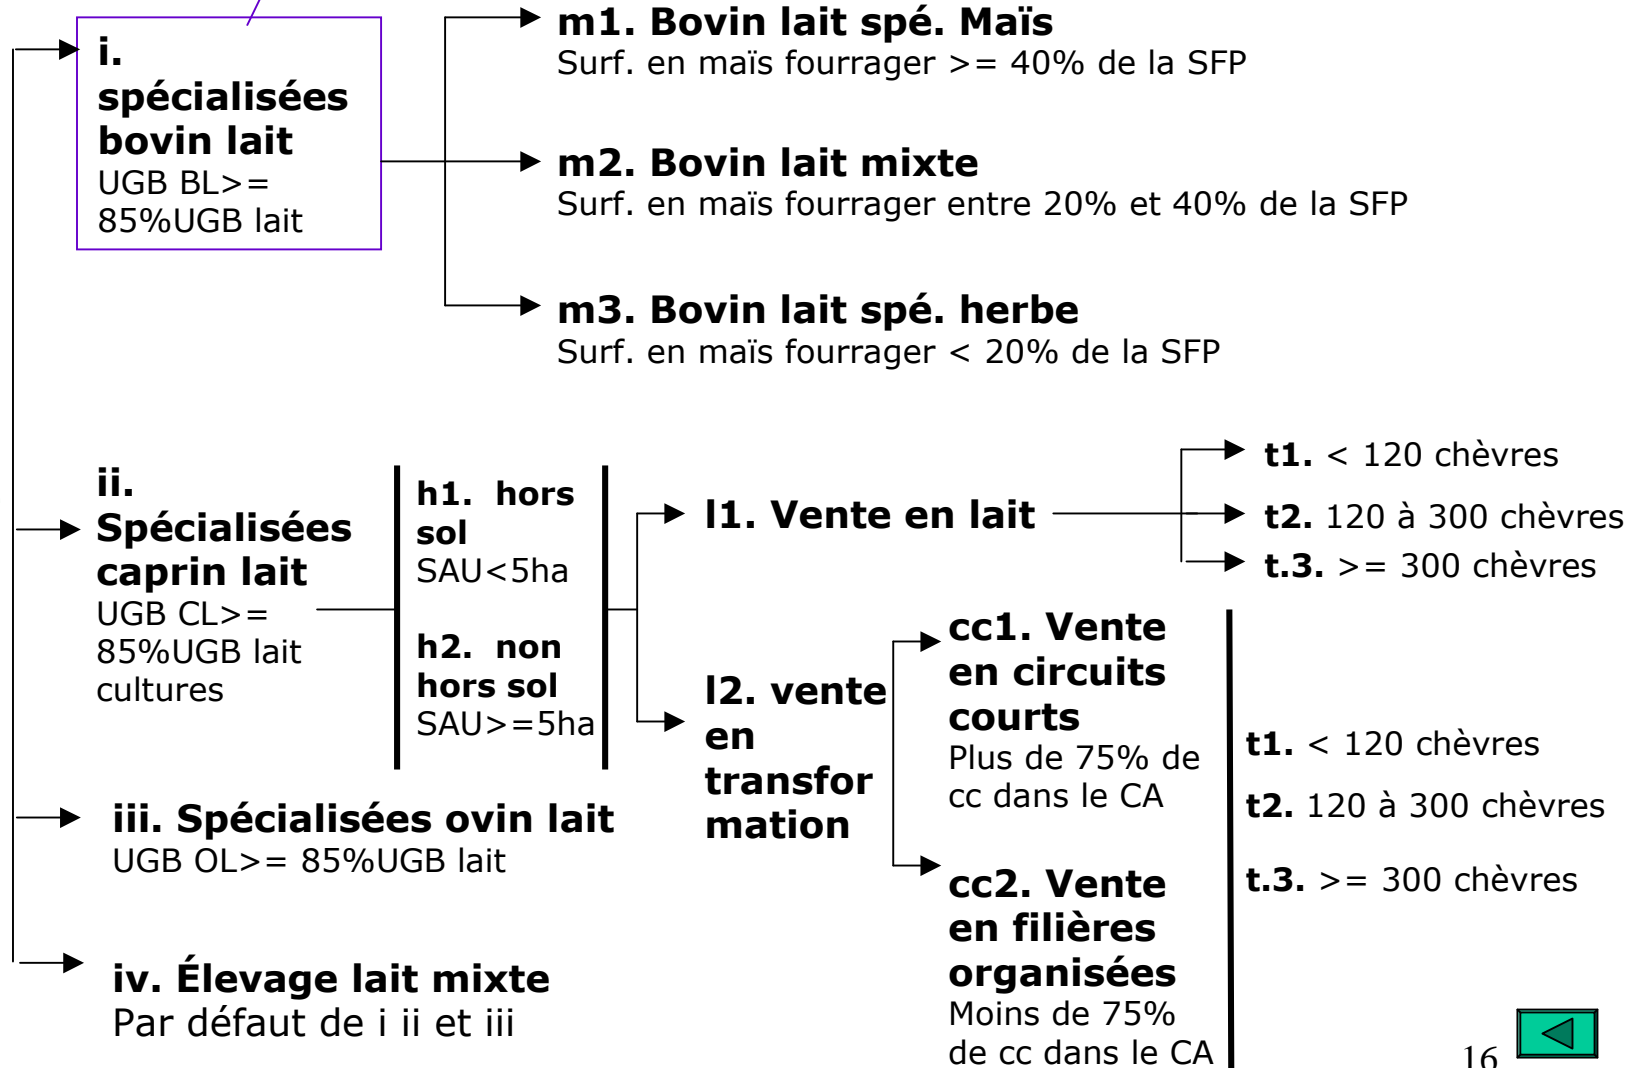 i.
spécialisées
bovin lait
UGB BL>=
85%UGB lait
m1. Bovin lait spé. Maïs
Surf. en maïs fourrager >= 40% de la SFP
m2. Bovin lait mixte
Surf. en maïs fourrager entre 20% et 40% de la SFP
m3. Bovin lait spé. herbe
Surf. en maïs fourrager < 20% de la SFP
ii.
Spécialisées
caprin lait
UGB CL>=
85%UGB lait
cultures
h1. hors
sol
SAU<5ha
h2. non
hors sol
SAU>=5ha
l1. Vente en lait
t1. < 120 chèvres
t2. 120 à 300 chèvres
t.3. >= 300 chèvres
l2. vente
en
transfor
mation
cc1. Vente
en circuits
courts
Plus de 75% de
cc dans le CA
cc2. Vente
en filières
organisées
Moins de 75%
de cc dans le CA
t1. < 120 chèvres
t2. 120 à 300 chèvres
t.3. >= 300 chèvres
iii. Spécialisées ovin lait
UGB OL>= 85%UGB lait
iv. Élevage lait mixte
Par défaut de i ii et iii
16